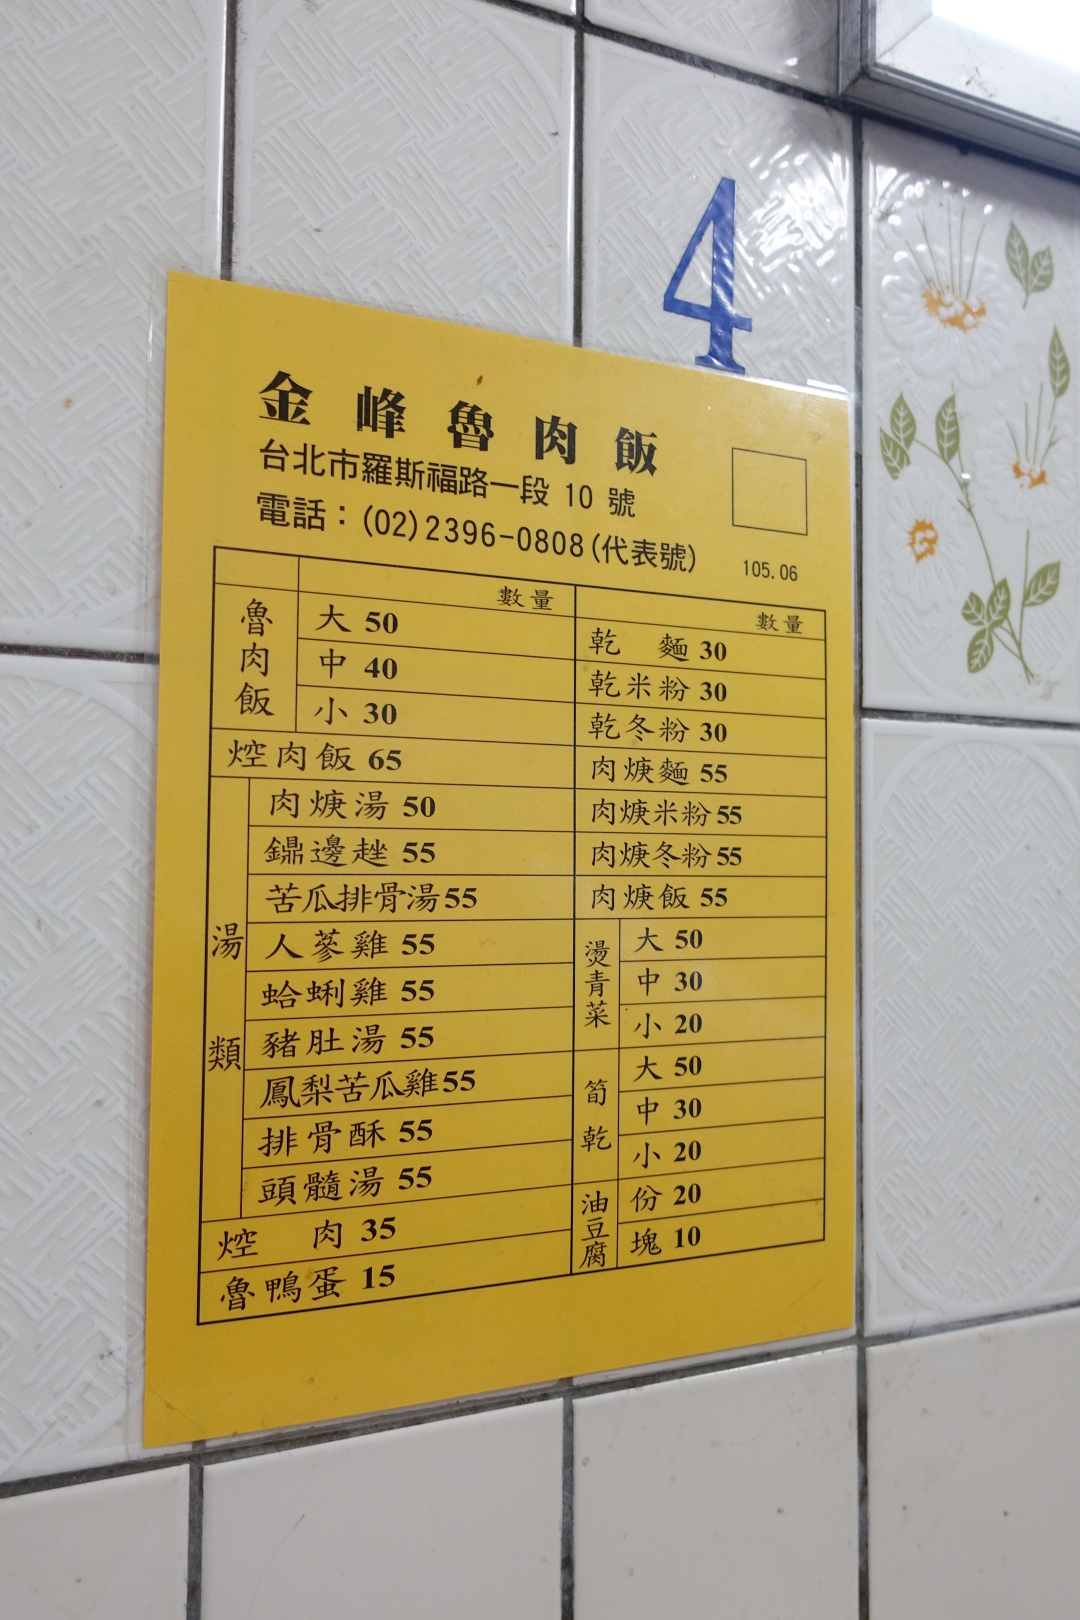 4
金峰魯肉飯
台北市羅斯福路一段 10 號
電話：(02)2396-0808(代表號)
105.06
數量
魯肉飯
大 50
中 40
小 30
焢肉飯 65
湯類
肉焿湯 50
鼎邊趖 55
苦瓜排骨湯 55
人蔘雞 55
蛤蜊雞 55
豬肚湯 55
鳳梨苦瓜雞 55
排骨酥 55
頭髓湯 55
焢 肉 35
魯鴨蛋 15
數量
乾 麵 30
乾米粉 30
乾冬粉 30
肉焿麵 55
肉焿米粉 55
肉焿冬粉 55
肉焿飯 55
燙青菜
大 50
中 30
小 20
筍乾
大 50
中 30
小 20
油豆腐
份 20
塊 10